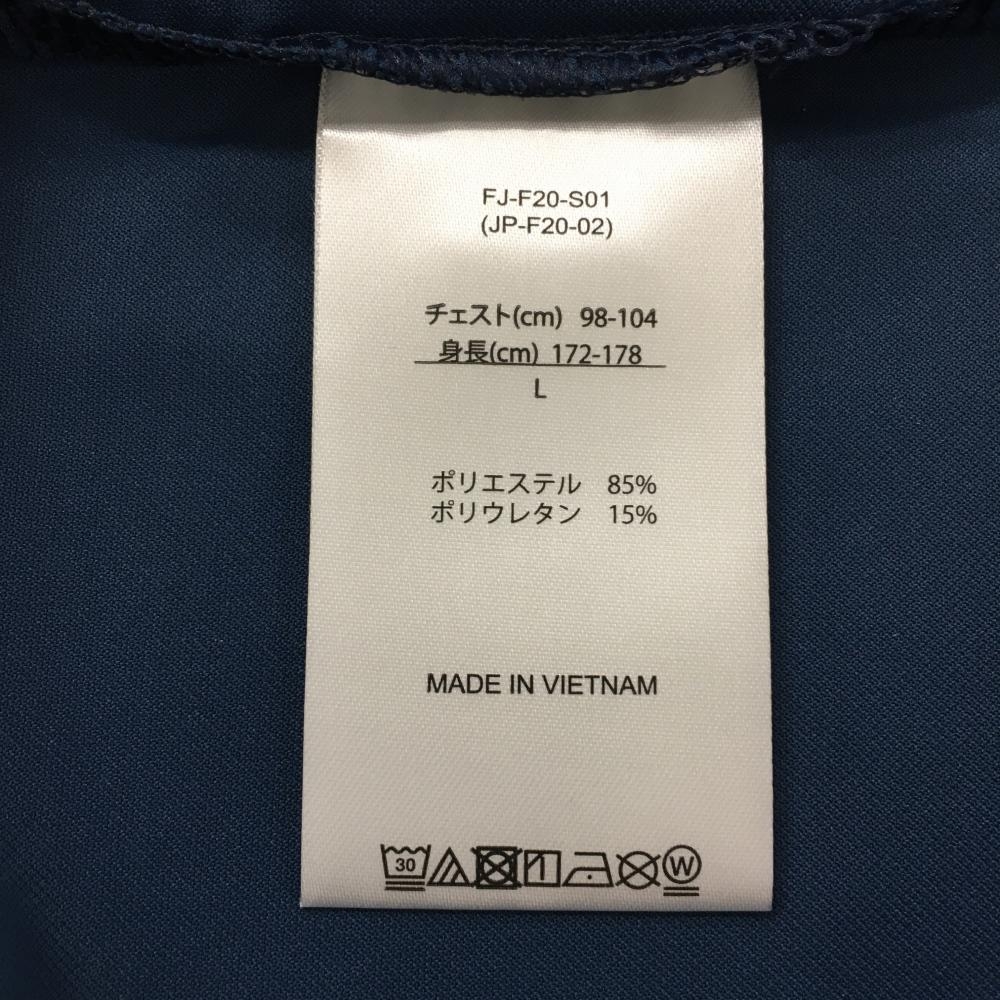 FJ-F20-S01
(JP-F20-02)
チェスト(cm) 98-104
身長(cm) 172-178
L
ポリエステル 85%
ポリウレタン 15%
MADE IN VIETNAM
30 W